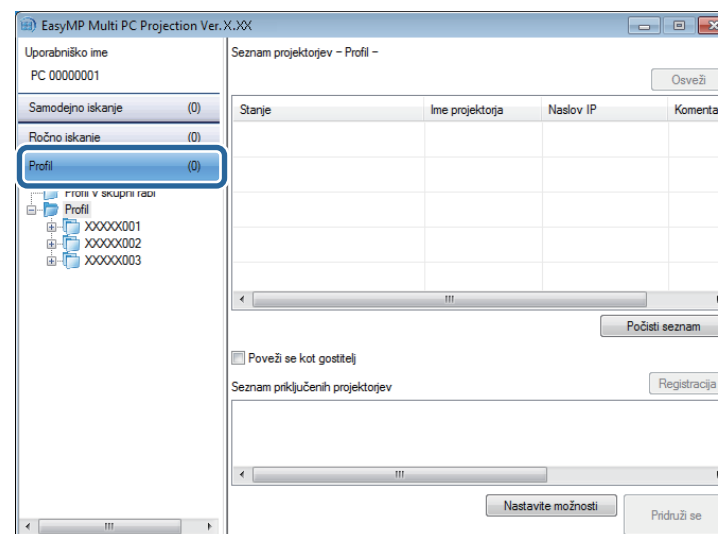 EasyMP Multi PC Projection Ver.X.XX
Uporabniško ime
PC 00000001
Samodejno iskanje (0)
Ročno iskanje (0)
Profil (0)
Profil v skupni rabi
Profil
XXXXX001
XXXXX002
XXXXX003
Seznam projektorjev – Profil –
Osveži
Stanje Ime projektorja Naslov IP Komenta
Počisti seznam
Poveži se kot gostitelj
Seznam priključenih projektorjev
Registracija
Nastavite možnosti
Pridruži se